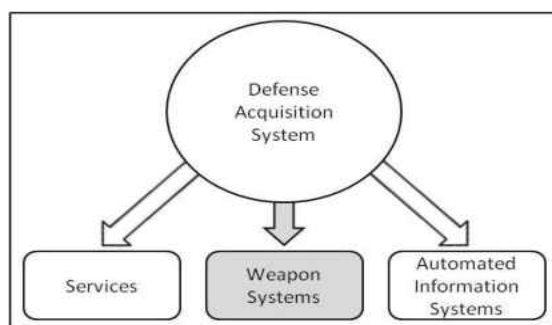 Defense
Acquisition
System
Services
Weapon
Systems
Automated
Information
Systems